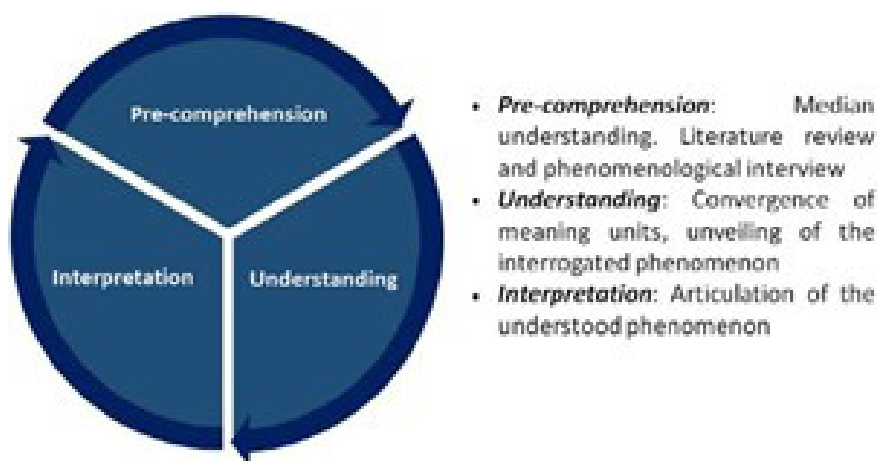 Pre-comprehension
Interpretation
Understanding
• Pre-comprehension: Median
understanding. Literature review
and phenomenological interview
• Understanding: Convergence of
meaning units, unveiling of the
interrogated phenomenon
• Interpretation: Articulation of the
understood phenomenon